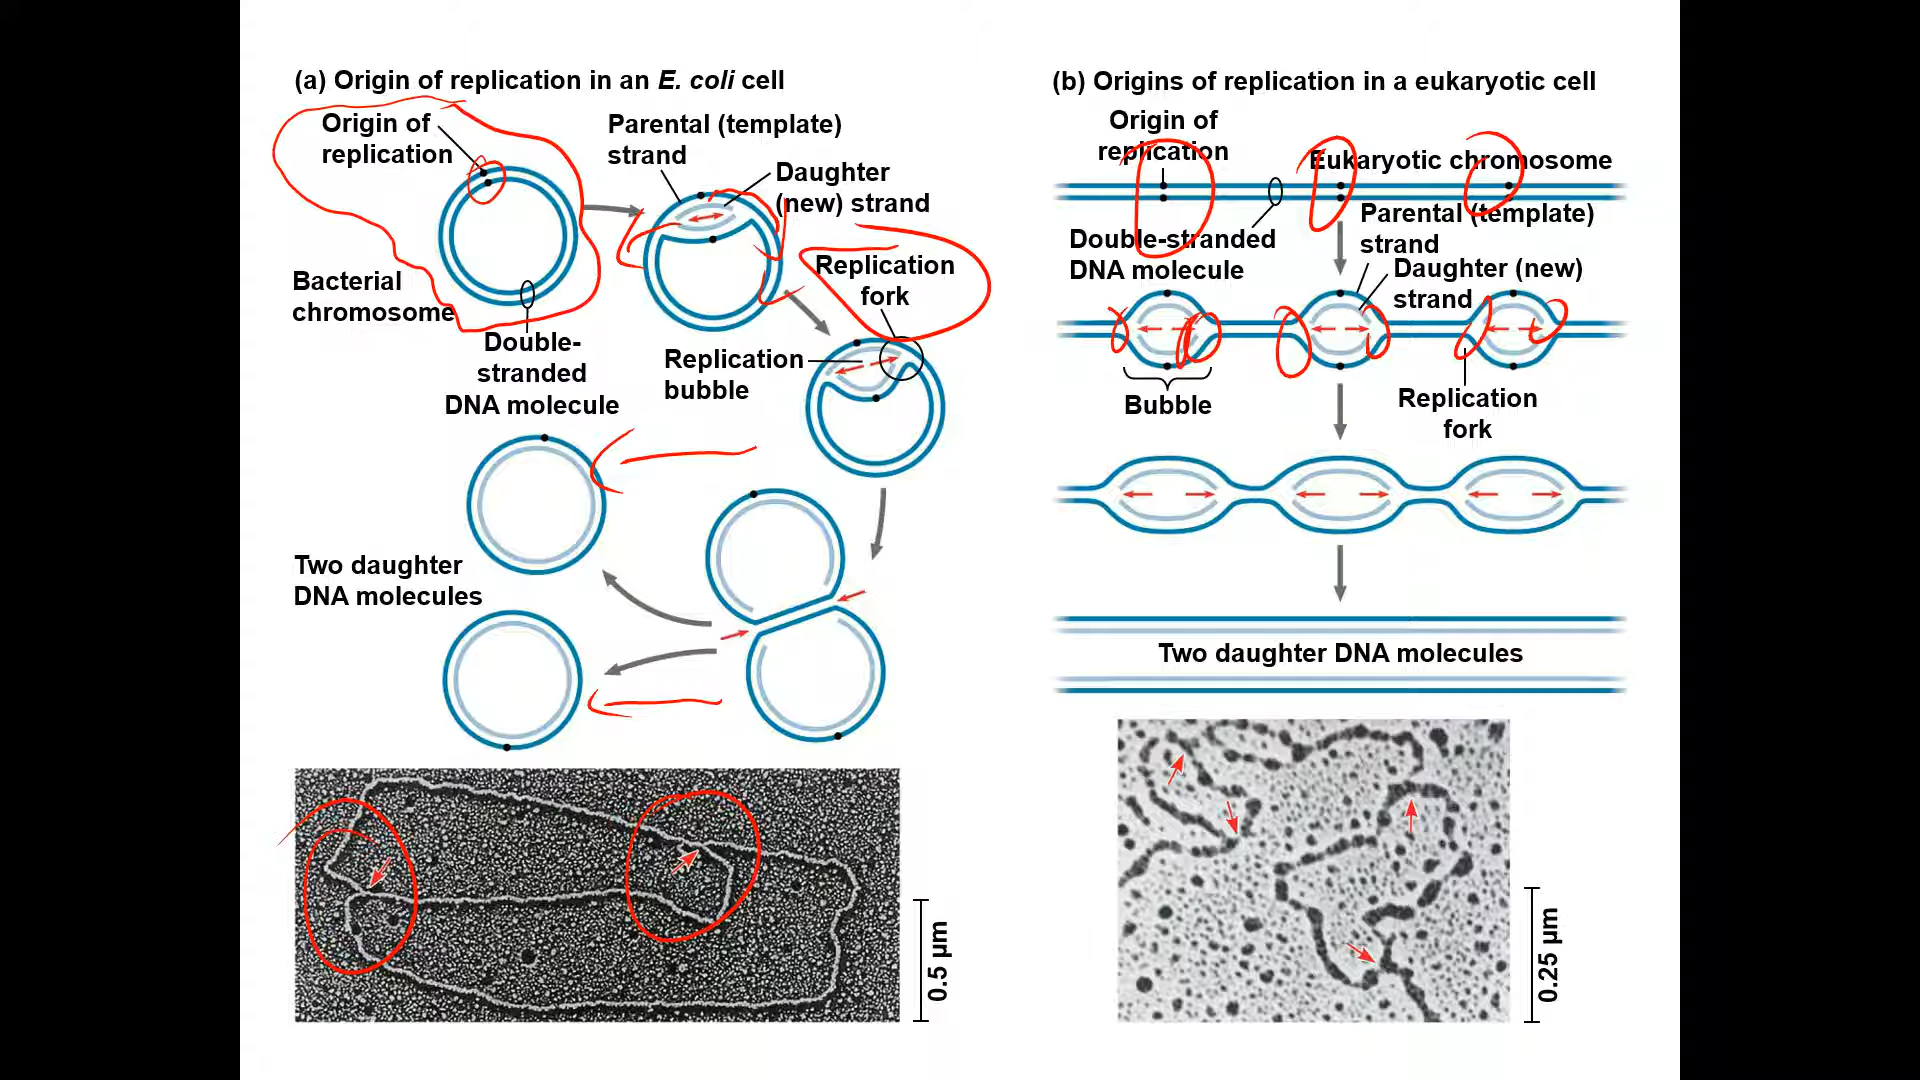 (a) Origin of replication in an E. coli cell
Origin of
replication
Parental (template)
strand
Daughter
(new) strand
Replication
fork
Bacterial
chromosome
Double-
stranded
DNA molecule
Replication
bubble
Two daughter
DNA molecules
0.5 µm
(b) Origins of replication in a eukaryotic cell
Origin of
replication
Eukaryotic chromosome
Double-stranded
DNA molecule
Parental (template)
strand
Daughter (new)
strand
Bubble
Replication
fork
Two daughter DNA molecules
0.25 µm